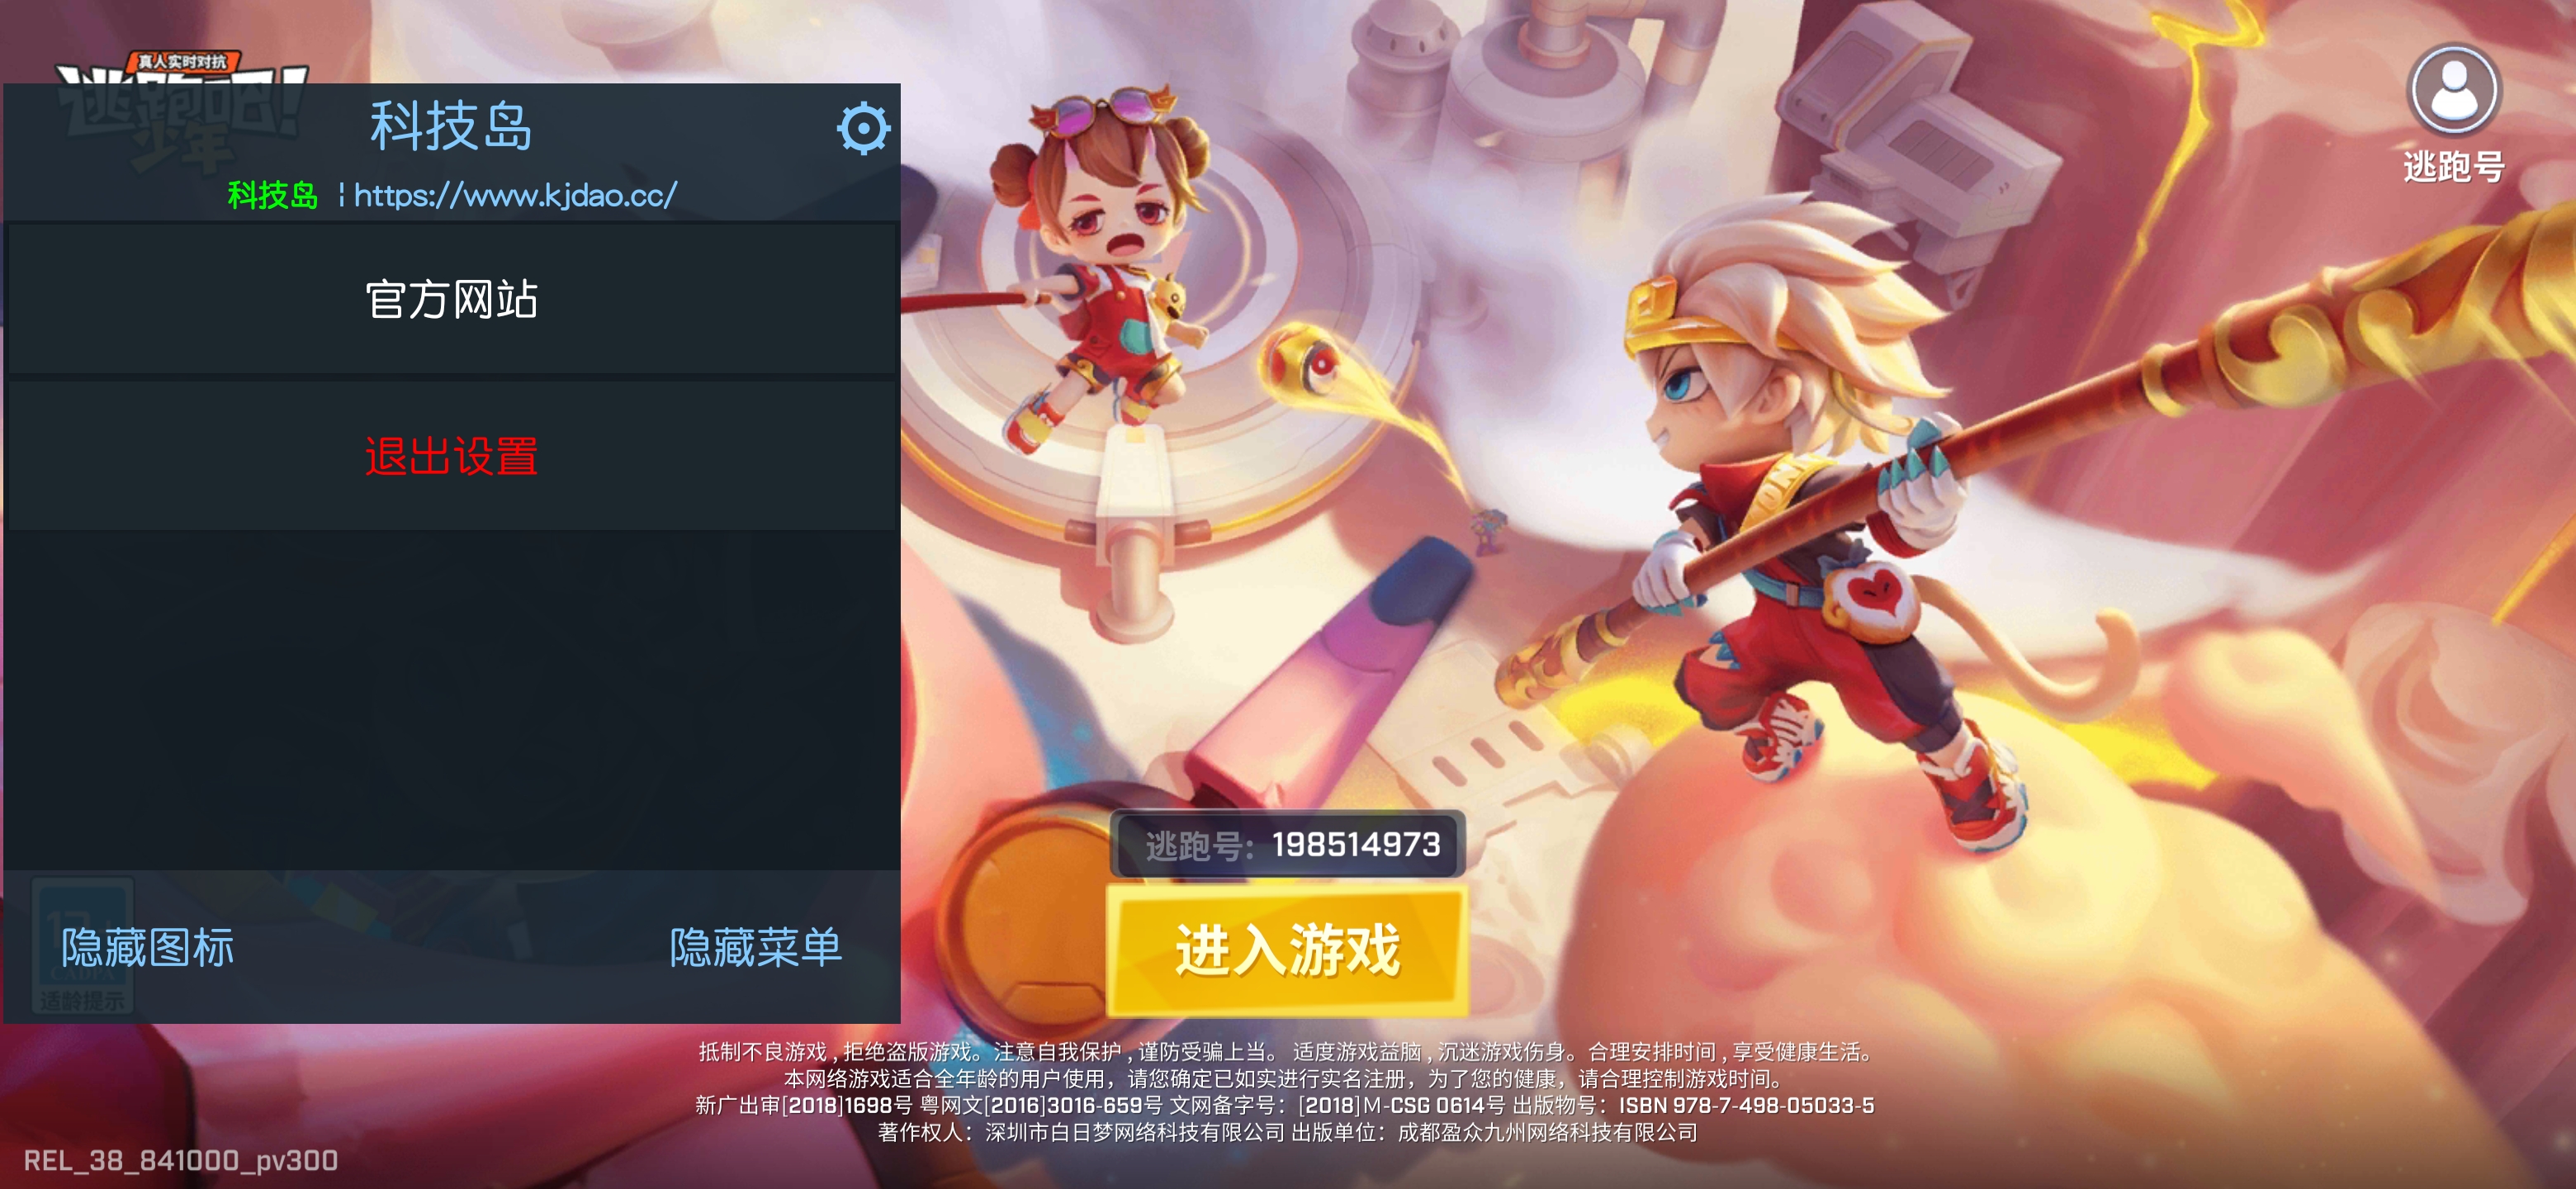 真人实时对抗
逃跑吧!
少年
科技岛
科技岛 | https://www.kjdao.cc/
官方网站
退出设置
隐藏图标
隐藏菜单
12+
CADPA
适龄提示
逃跑号
逃跑号: 198514973
进入游戏
抵制不良游戏,拒绝盗版游戏。注意自我保护,谨防受骗上当。 适度游戏益脑,沉迷游戏伤身。合理安排时间,享受健康生活。
本网络游戏适合全年龄的用户使用，请您确定已如实进行实名注册，为了您的健康，请合理控制游戏时间。
新广出审[2018]1698号 粤网文[2016]3016-659号 文网备字号：[2018]M-CSG 0614号 出版物号：ISBN 978-7-498-05033-5
著作权人：深圳市白日梦网络科技有限公司 出版单位：成都盈众九州网络科技有限公司
REL_38_841000_pv300